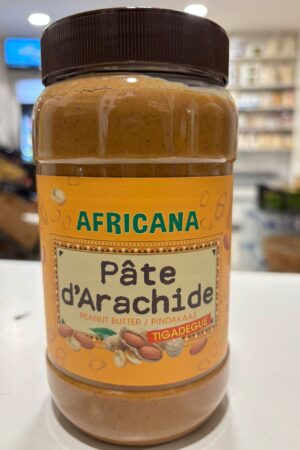 AFRICANA
Pâte
d'Arachide
PEANUT BUTTER / PINDAKAAS
TIGADEGUE